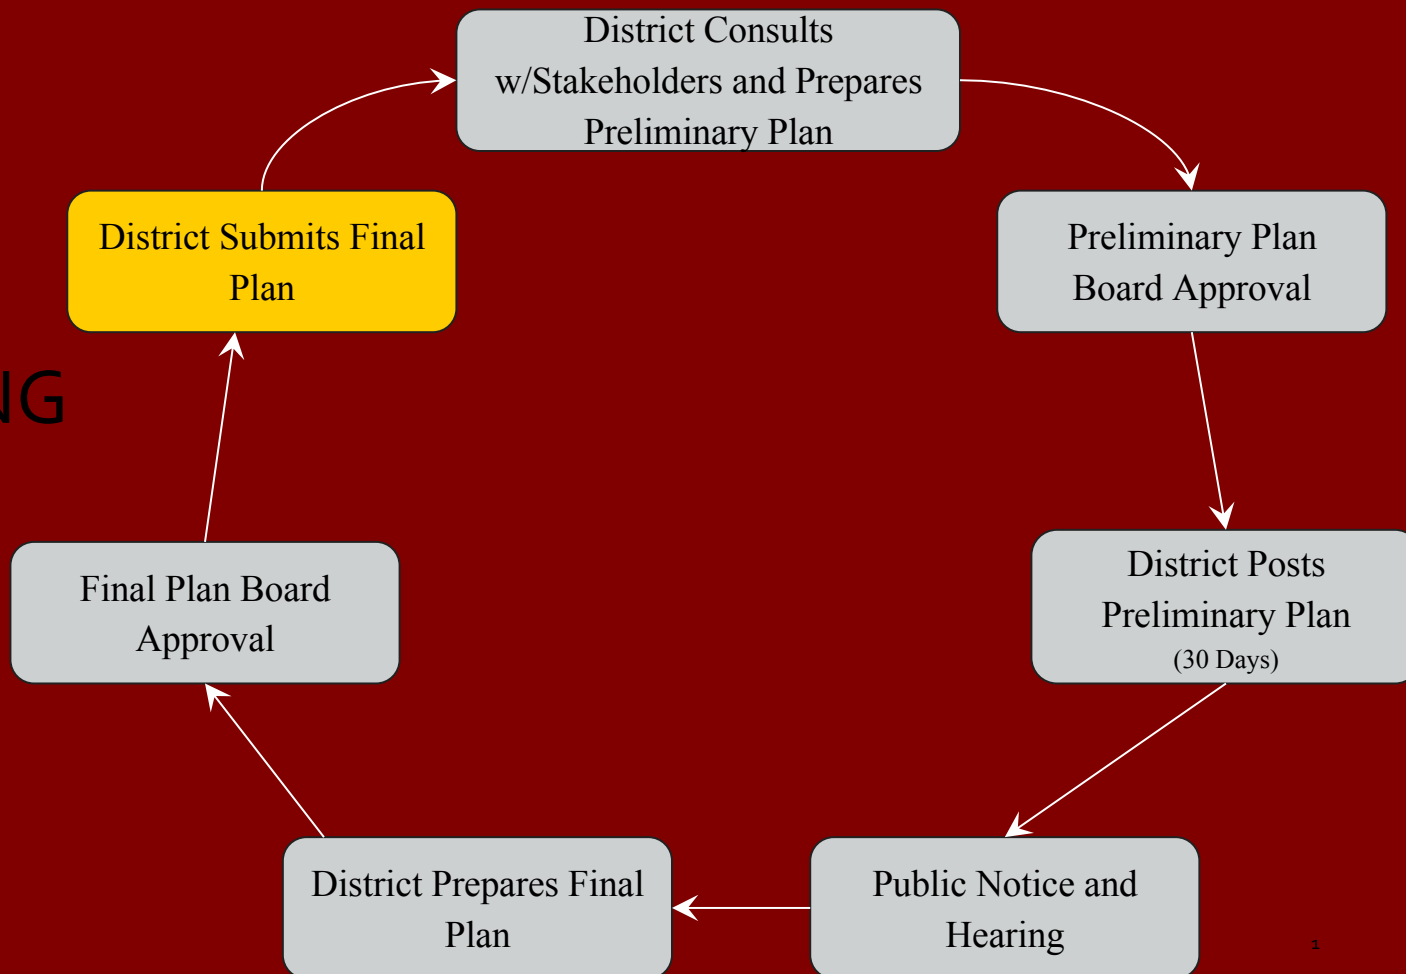 District Consults
w/Stakeholders and Prepares
Preliminary Plan
District Submits Final
Plan
Preliminary Plan
Board Approval
NG
District Posts
Preliminary Plan
(30 Days)
Final Plan Board
Approval
District Prepares Final
Plan
Public Notice and
Hearing
1